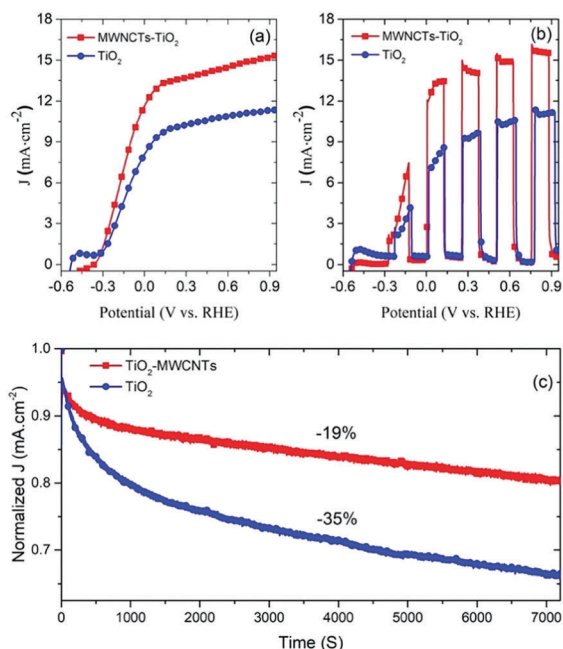 (a)
MWNCTs-TiO₂
TiO₂
J (mA·cm⁻²)
18
15
12
9
6
3
0
-0.6 -0.3 0.0 0.3 0.6 0.9
Potential (V vs. RHE)
(b)
MWNCTs-TiO₂
TiO₂
J (mA·cm⁻²)
18
15
12
9
6
3
0
-0.6 -0.3 0.0 0.3 0.6 0.9
Potential (V vs. RHE)
(c)
TiO₂-MWCNTs
TiO₂
Normalized J (mA.cm⁻²)
1.0
0.9
0.8
0.7
-19%
-35%
0 1000 2000 3000 4000 5000 6000 7000
Time (S)